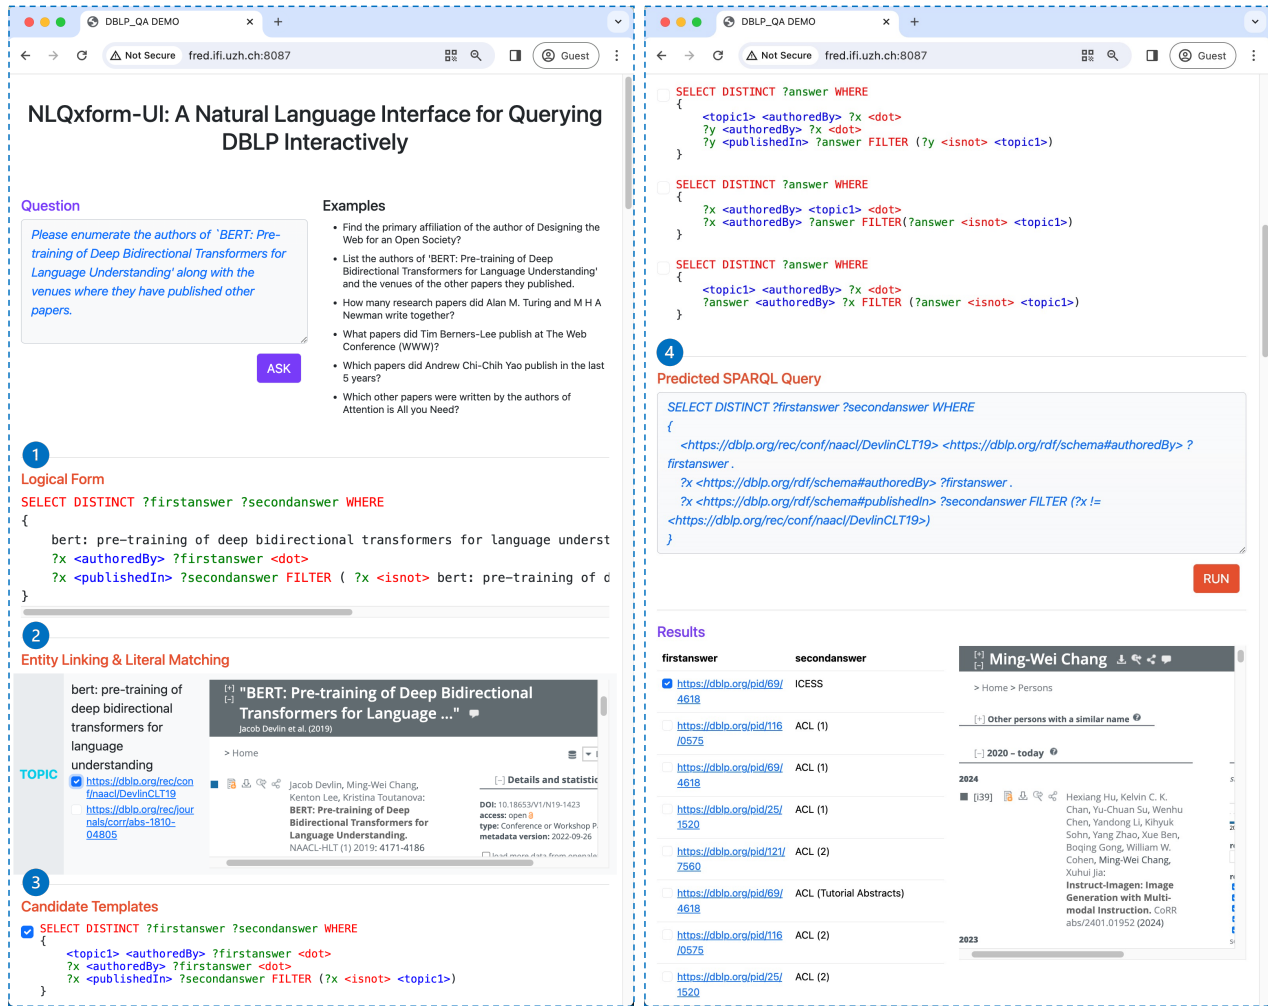 DBLP_QA DEMO
Not Secure fred.ifi.uzh.ch:8087
Guest
NLQxform-UI: A Natural Language Interface for Querying
DBLP Interactively
Question
Please enumerate the authors of `BERT: Pre-
training of Deep Bidirectional Transformers for
Language Understanding' along with the
venues where they have published other
papers.
ASK
Examples
• Find the primary affiliation of the author of Designing the
Web for an Open Society?
• List the authors of 'BERT: Pre-training of Deep
Bidirectional Transformers for Language Understanding'
and the venues of the other papers they published.
• How many research papers did Alan M. Turing and M H A
Newman write together?
• What papers did Tim Berners-Lee publish at The Web
Conference (WWW)?
• Which papers did Andrew Chi-Chih Yao publish in the last
5 years?
• Which other papers were written by the authors of
Attention is All you Need?
1
Logical Form
SELECT DISTINCT ?firstanswer ?secondanswer WHERE
{
bert: pre-training of deep bidirectional transformers for language underst
?x <authoredBy> ?firstanswer <dot>
?x <publishedIn> ?secondanswer FILTER ( ?x <isnot> bert: pre-training of d
}
2
Entity Linking & Literal Matching
TOPIC
bert: pre-training of
deep bidirectional
transformers for
language
understanding
https://dblp.org/rec/con
f/naacl/DevlinCLT19
https://dblp.org/rec/jour
nals/corr/abs-1810-
04805
[+]
[−]
"BERT: Pre-training of Deep Bidirectional
Transformers for Language ..."
Jacob Devlin et al. (2019)
> Home
Jacob Devlin, Ming-Wei Chang,
Kenton Lee, Kristina Toutanova:
BERT: Pre-training of Deep
Bidirectional Transformers for
Language Understanding.
NAACL-HLT (1) 2019: 4171-4186
[−] Details and statistic
DOI: 10.18653/V1/N19-1423
access: open
type: Conference or Workshop P
metadata version: 2022-09-26
load more data from openale
3
Candidate Templates
SELECT DISTINCT ?firstanswer ?secondanswer WHERE
{
<topic1> <authoredBy> ?firstanswer <dot>
?x <authoredBy> ?firstanswer <dot>
?x <publishedIn> ?secondanswer FILTER (?x <isnot> <topic1>)
}
DBLP_QA DEMO
Not Secure fred.ifi.uzh.ch:8087
Guest
SELECT DISTINCT ?answer WHERE
{
<topic1> <authoredBy> ?x <dot>
?y <authoredBy> ?x <dot>
?y <publishedIn> ?answer FILTER (?y <isnot> <topic1>)
}
SELECT DISTINCT ?answer WHERE
{
?x <authoredBy> <topic1> <dot>
?x <authoredBy> ?answer FILTER(?answer <isnot> <topic1>)
}
SELECT DISTINCT ?answer WHERE
{
<topic1> <authoredBy> ?x <dot>
?answer <authoredBy> ?x FILTER (?answer <isnot> <topic1>)
}
4
Predicted SPARQL Query
SELECT DISTINCT ?firstanswer ?secondanswer WHERE
{
<https://dblp.org/rec/conf/naacl/DevlinCLT19> <https://dblp.org/rdf/schema#authoredBy> ?
firstanswer .
?x <https://dblp.org/rdf/schema#authoredBy> ?firstanswer .
?x <https://dblp.org/rdf/schema#publishedIn> ?secondanswer FILTER (?x !=
<https://dblp.org/rec/conf/naacl/DevlinCLT19>)
}
RUN
Results
firstanswer secondanswer
https://dblp.org/pid/69/ ICESS
4618
https://dblp.org/pid/116 ACL (1)
/0575
https://dblp.org/pid/69/ ACL (1)
4618
https://dblp.org/pid/25/ ACL (1)
1520
https://dblp.org/pid/121/ ACL (2)
7560
https://dblp.org/pid/69/ ACL (Tutorial Abstracts)
4618
https://dblp.org/pid/116 ACL (2)
/0575
https://dblp.org/pid/25/ ACL (2)
1520
[+]
[−]
Ming-Wei Chang
> Home > Persons
[+] Other persons with a similar name
[−] 2020 – today
2024
[i39]
Hexiang Hu, Kelvin C. K.
Chan, Yu-Chuan Su, Wenhu
Chen, Yandong Li, Kihyuk
Sohn, Yang Zhao, Xue Ben,
Boqing Gong, William W.
Cohen, Ming-Wei Chang,
Xuhui Jia:
Instruct-Imagen: Image
Generation with Multi-
modal Instruction. CoRR
abs/2401.01952 (2024)
2023